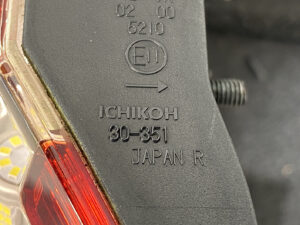 02 00
5210
E11
ICHIKOH
30-351
JAPAN R